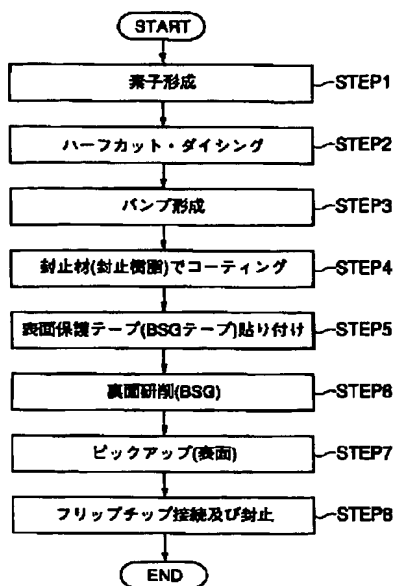 START
素子形成 STEP1
ハーフカット・ダイシング STEP2
バンプ形成 STEP3
封止材(封止樹脂)でコーティング STEP4
表面保護テープ(BSGテープ)貼り付け STEP5
裏面研削(BSG) STEP6
ピックアップ(表面) STEP7
フリップチップ接続及び封止 STEP8
END